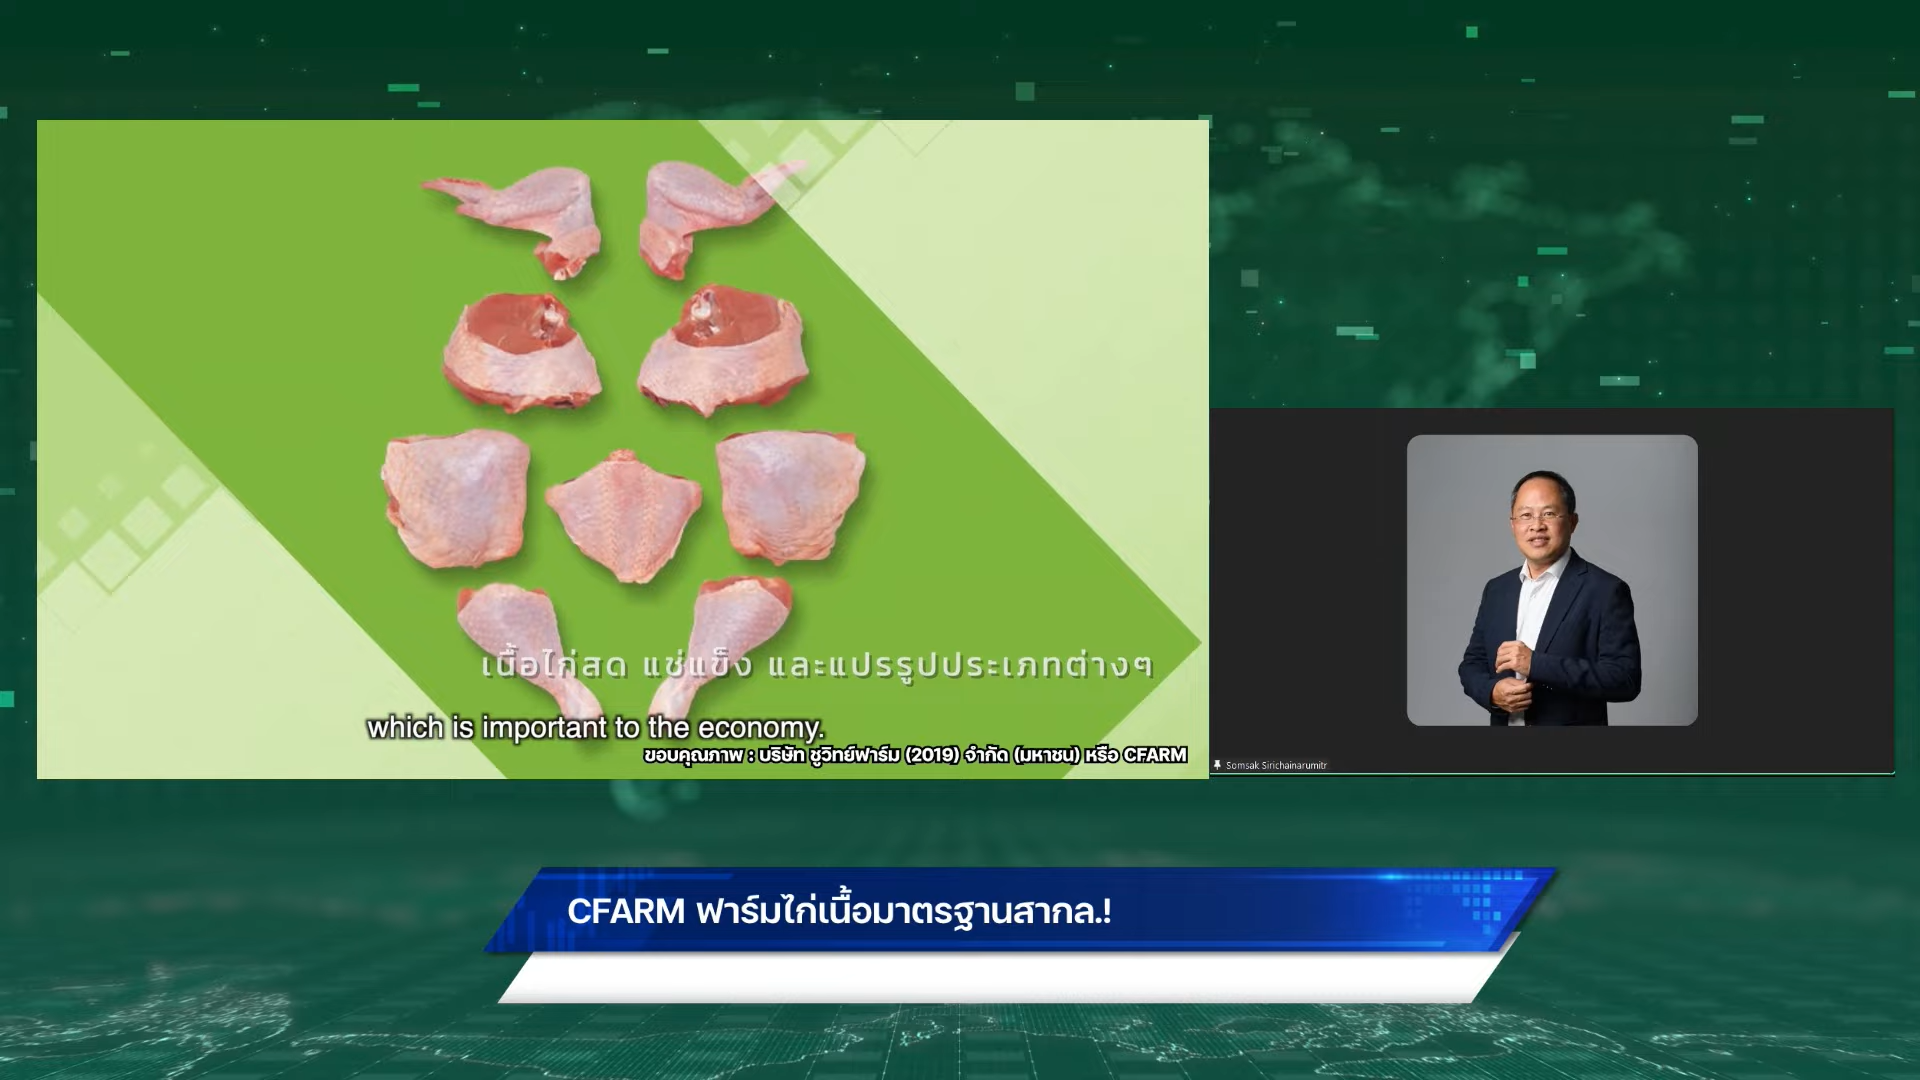 เนื้อไก่สด แช่แข็ง และแปรรูปประเภทต่างๆ
which is important to the economy.
ขอบคุณภาพ : บริษัท ชูวิทย์ฟาร์ม (2019) จำกัด (มหาชน) หรือ CFARM
Somsak Sirichainarumitr
CFARM ฟาร์มไก่เนื้อมาตรฐานสากล.!